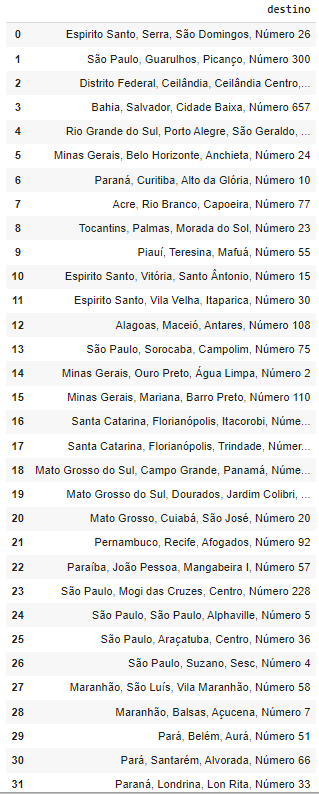 destino
0 Espirito Santo, Serra, São Domingos, Número 26
1 São Paulo, Guarulhos, Picanço, Número 300
2 Distrito Federal, Ceilândia, Ceilândia Centro,...
3 Bahia, Salvador, Cidade Baixa, Número 657
4 Rio Grande do Sul, Porto Alegre, São Geraldo, ...
5 Minas Gerais, Belo Horizonte, Anchieta, Número 24
6 Paraná, Curitiba, Alto da Glória, Número 10
7 Acre, Rio Branco, Capoeira, Número 77
8 Tocantins, Palmas, Morada do Sol, Número 23
9 Piauí, Teresina, Mafuá, Número 55
10 Espirito Santo, Vitória, Santo Ântonio, Número 15
11 Espirito Santo, Vila Velha, Itaparica, Número 30
12 Alagoas, Maceió, Antares, Número 108
13 São Paulo, Sorocaba, Campolim, Número 75
14 Minas Gerais, Ouro Preto, Água Limpa, Número 2
15 Minas Gerais, Mariana, Barro Preto, Número 110
16 Santa Catarina, Florianópolis, Itacorobi, Núme...
17 Santa Catarina, Florianópolis, Trindade, Númer...
18 Mato Grosso do Sul, Campo Grande, Panamá, Núme...
19 Mato Grosso do Sul, Dourados, Jardim Colibri, ...
20 Mato Grosso, Cuiabá, São José, Número 20
21 Pernambuco, Recife, Afogados, Número 92
22 Paraíba, João Pessoa, Mangabeira I, Número 57
23 São Paulo, Mogi das Cruzes, Centro, Número 228
24 São Paulo, São Paulo, Alphaville, Número 5
25 São Paulo, Araçatuba, Centro, Número 36
26 São Paulo, Suzano, Sesc, Número 4
27 Maranhão, São Luís, Vila Maranhão, Número 58
28 Maranhão, Balsas, Açucena, Número 7
29 Pará, Belém, Aurá, Número 51
30 Pará, Santarém, Alvorada, Número 66
31 Paraná, Londrina, Lon Rita, Número 33